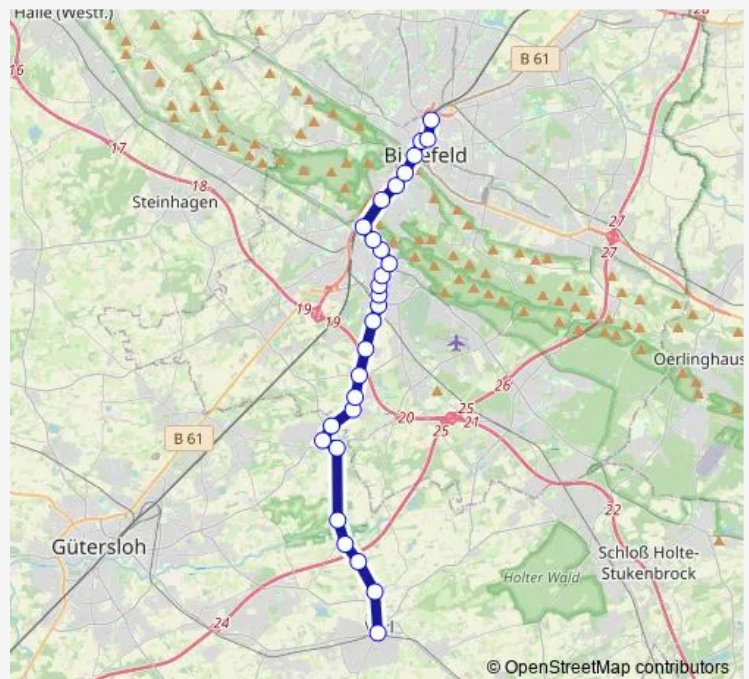 Halle (Westf.)
28
B 61
16
17
Bielefeld
18
Steinhagen
27
27
19
19
Oerlinghaus
26
20
25
21
25
B 61
22
Gütersloh
Schloß Holte-
Stukenbrock
Holter Wald
24
© OpenStreetMap contributors